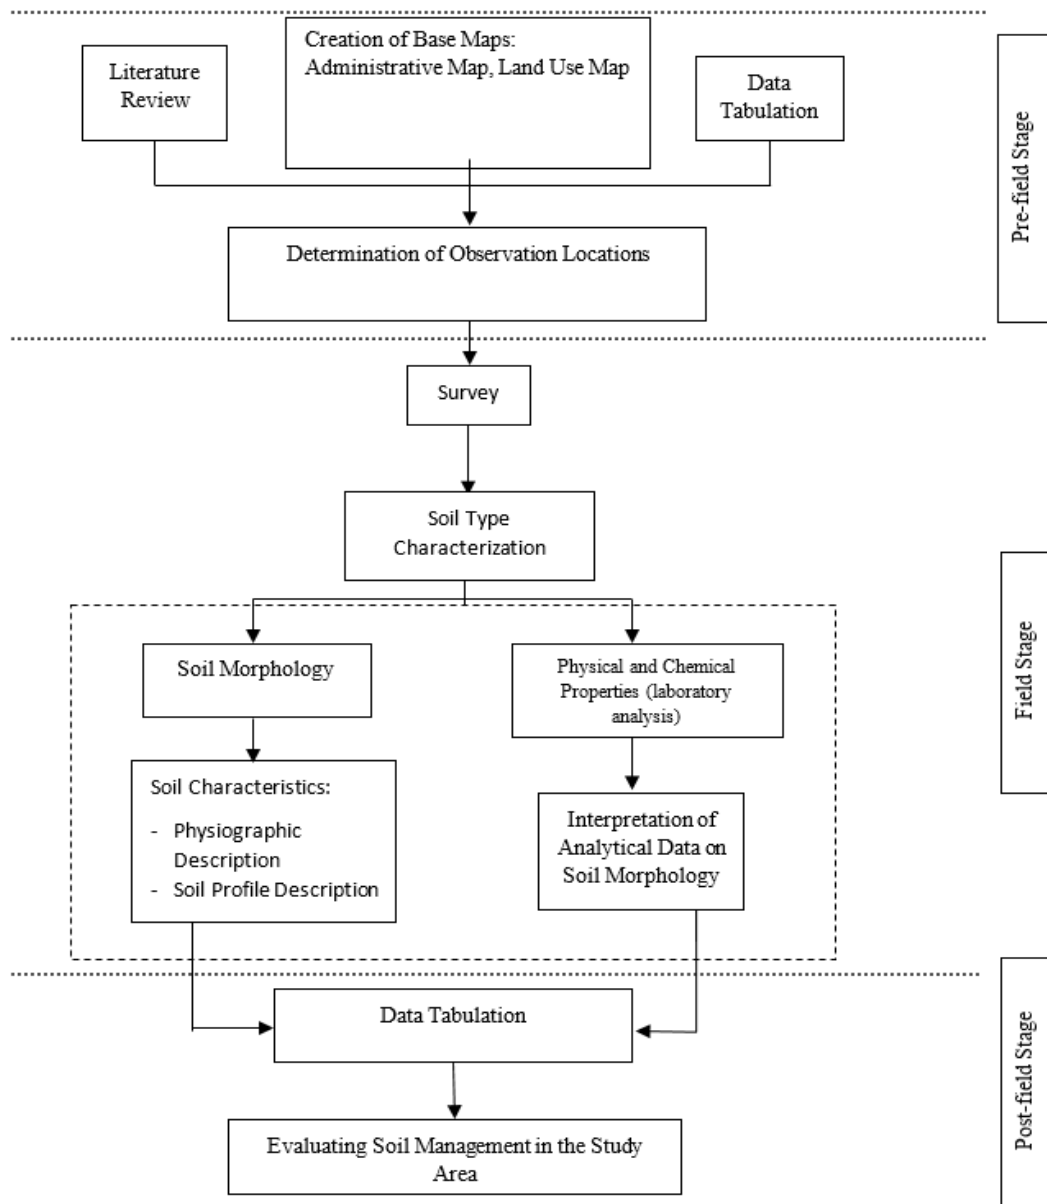 Creation of Base Maps:
Administrative Map, Land Use Map
Literature
Review
Data
Tabulation
Pre-field Stage
Determination of Observation Locations
Survey
Soil Type
Characterization
Field Stage
Soil Morphology
Physical and Chemical
Properties (laboratory
analysis)
Soil Characteristics:
- Physiographic
Description
- Soil Profile Description
Interpretation of
Analytical Data on
Soil Morphology
Post-field Stage
Data Tabulation
Evaluating Soil Management in the Study
Area